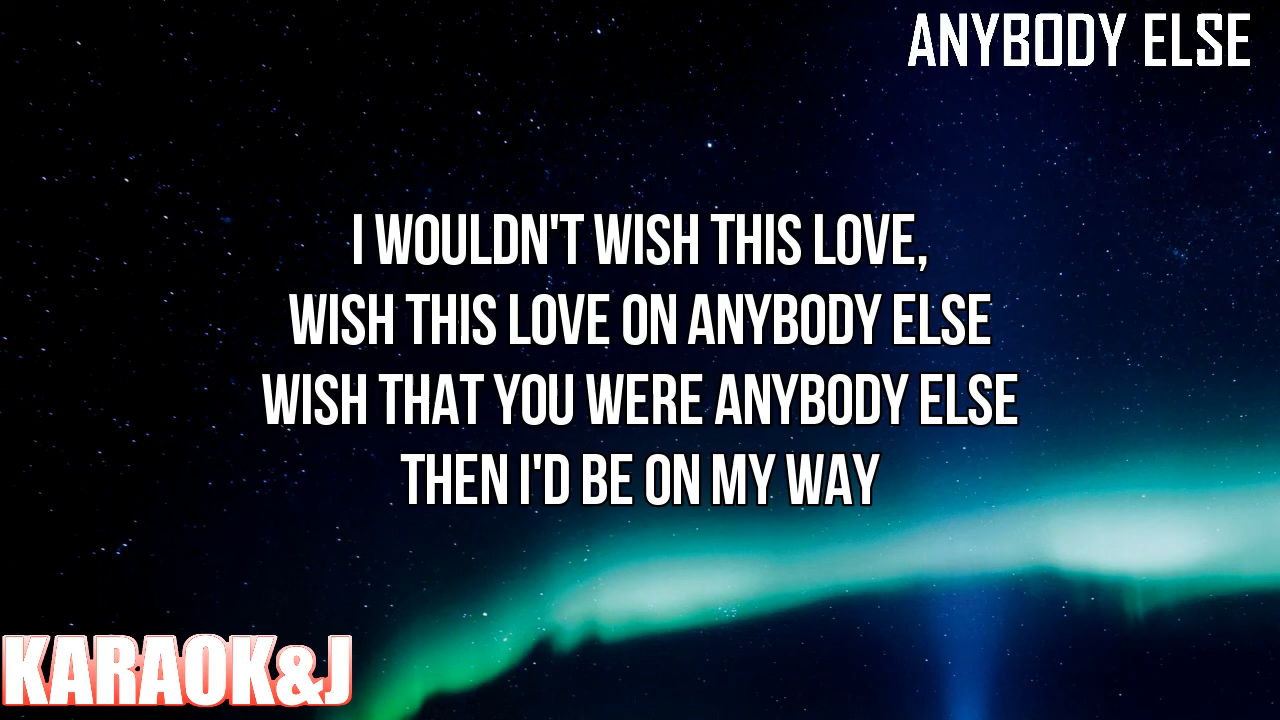 ANYBODY ELSE
I WOULDN'T WISH THIS LOVE,
WISH THIS LOVE ON ANYBODY ELSE
WISH THAT YOU WERE ANYBODY ELSE
THEN I'D BE ON MY WAY
KARAOK&J